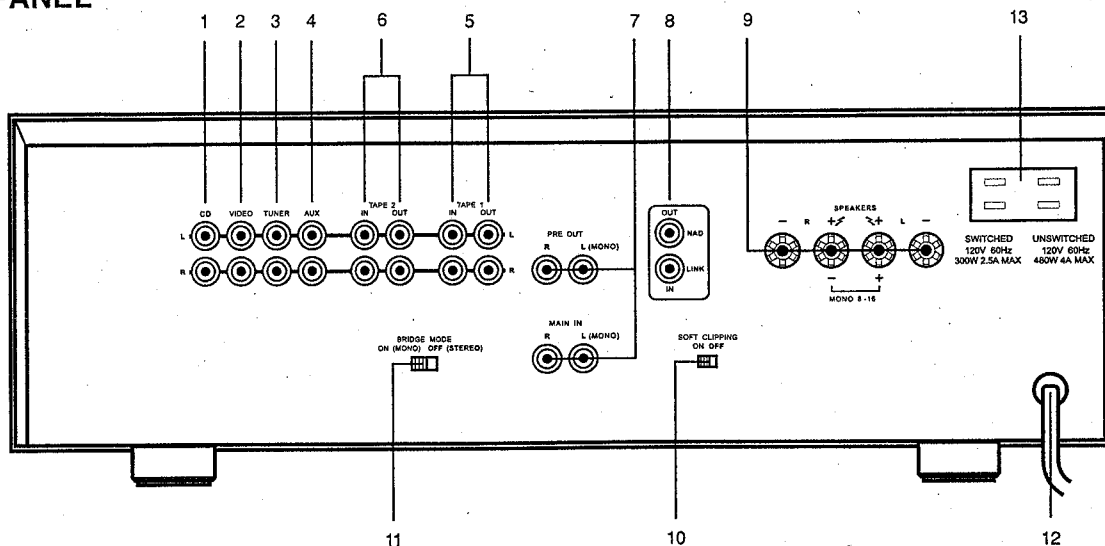 ANEL
1 2 3 4 6 5 7 8 9 13
CD VIDEO TUNER AUX TAPE 2 IN OUT TAPE 1 IN OUT
L L
R R
PRE OUT
R L (MONO)
MAIN IN
R L (MONO)
OUT
NAD
LINK
IN
SPEAKERS
− R + + L −
− +
MONO 8 -16
SWITCHED
120V 60Hz
300W 2.5A MAX
UNSWITCHED
120V 60Hz
480W 4A MAX
BRIDGE MODE
ON (MONO) OFF (STEREO)
SOFT CLIPPING
ON OFF
11 10 12